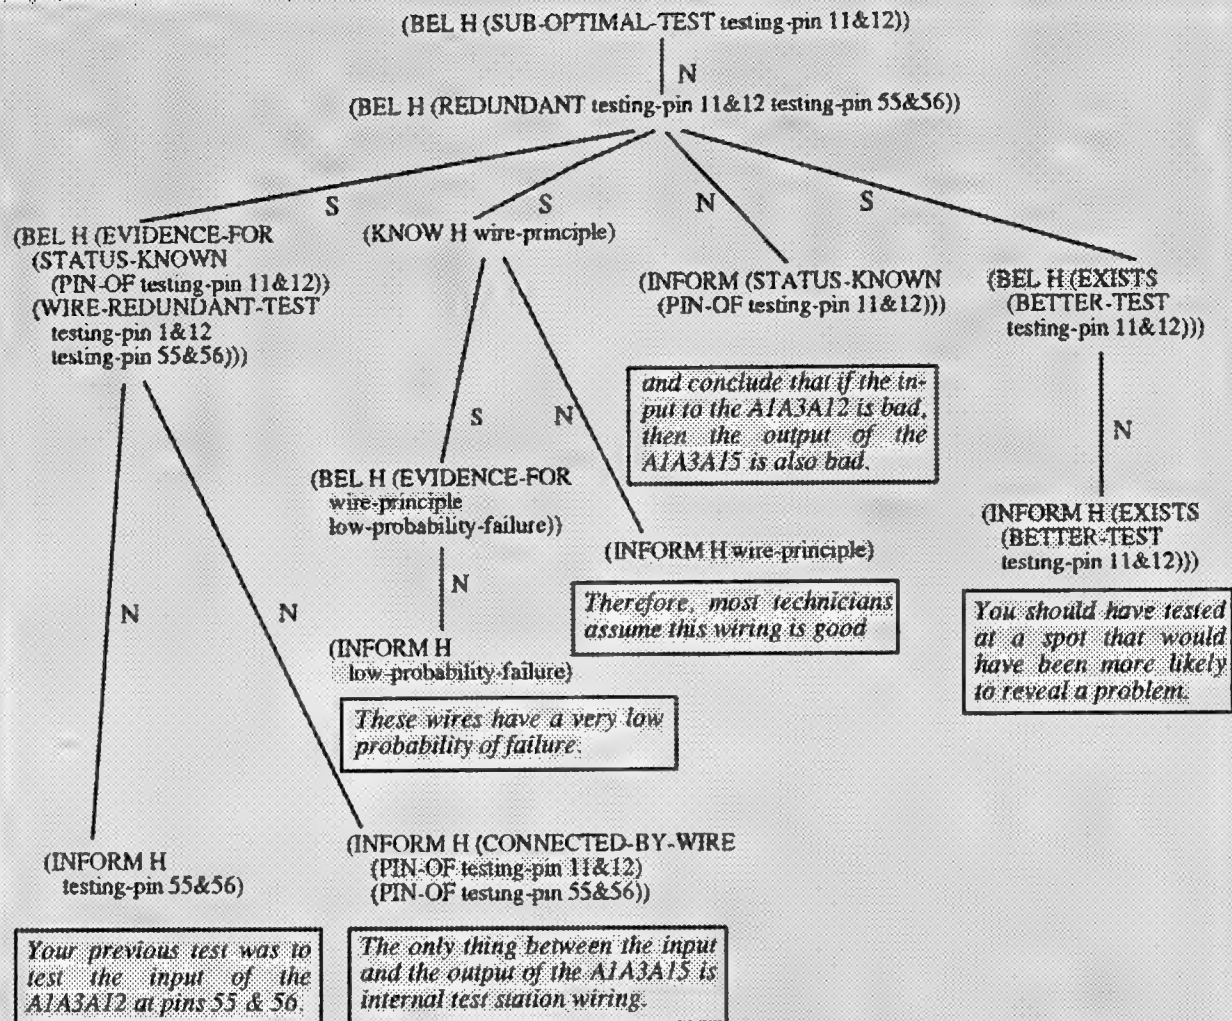 (BEL H (SUB-OPTIMAL-TEST testing-pin 11&12))
N
(BEL H (REDUNDANT testing-pin 11&12 testing-pin 55&56))
S
S
N
S
(BEL H (EVIDENCE-FOR
(STATUS-KNOWN
(PIN-OF testing-pin 11&12))
(WIRE-REDUNDANT-TEST
testing-pin 1&12
testing-pin 55&56)))
(KNOW H wire-principle)
(INFORM (STATUS-KNOWN
(PIN-OF testing-pin 11&12)))
(BEL H (EXISTS
(BETTER-TEST
testing-pin 11&12)))
and conclude that if the in-
put to the A1A3A12 is bad,
then the output of the
A1A3A15 is also bad.
S
N
N
(BEL H (EVIDENCE-FOR
wire-principle
low-probability-failure))
(INFORM H wire-principle)
(INFORM H (EXISTS
(BETTER-TEST
testing-pin 11&12)))
N
N
N
Therefore, most technicians
assume this wiring is good
You should have tested
at a spot that would
have been more likely
to reveal a problem.
(INFORM H
low-probability-failure)
These wires have a very low
probability of failure.
(INFORM H
testing-pin 55&56)
(INFORM H (CONNECTED-BY-WIRE
(PIN-OF testing-pin 11&12)
(PIN-OF testing-pin 55&56))
Your previous test was to
test the input of the
A1A3A12 at pins 55 & 56.
The only thing between the input
and the output of the A1A3A15 is
internal test station wiring.